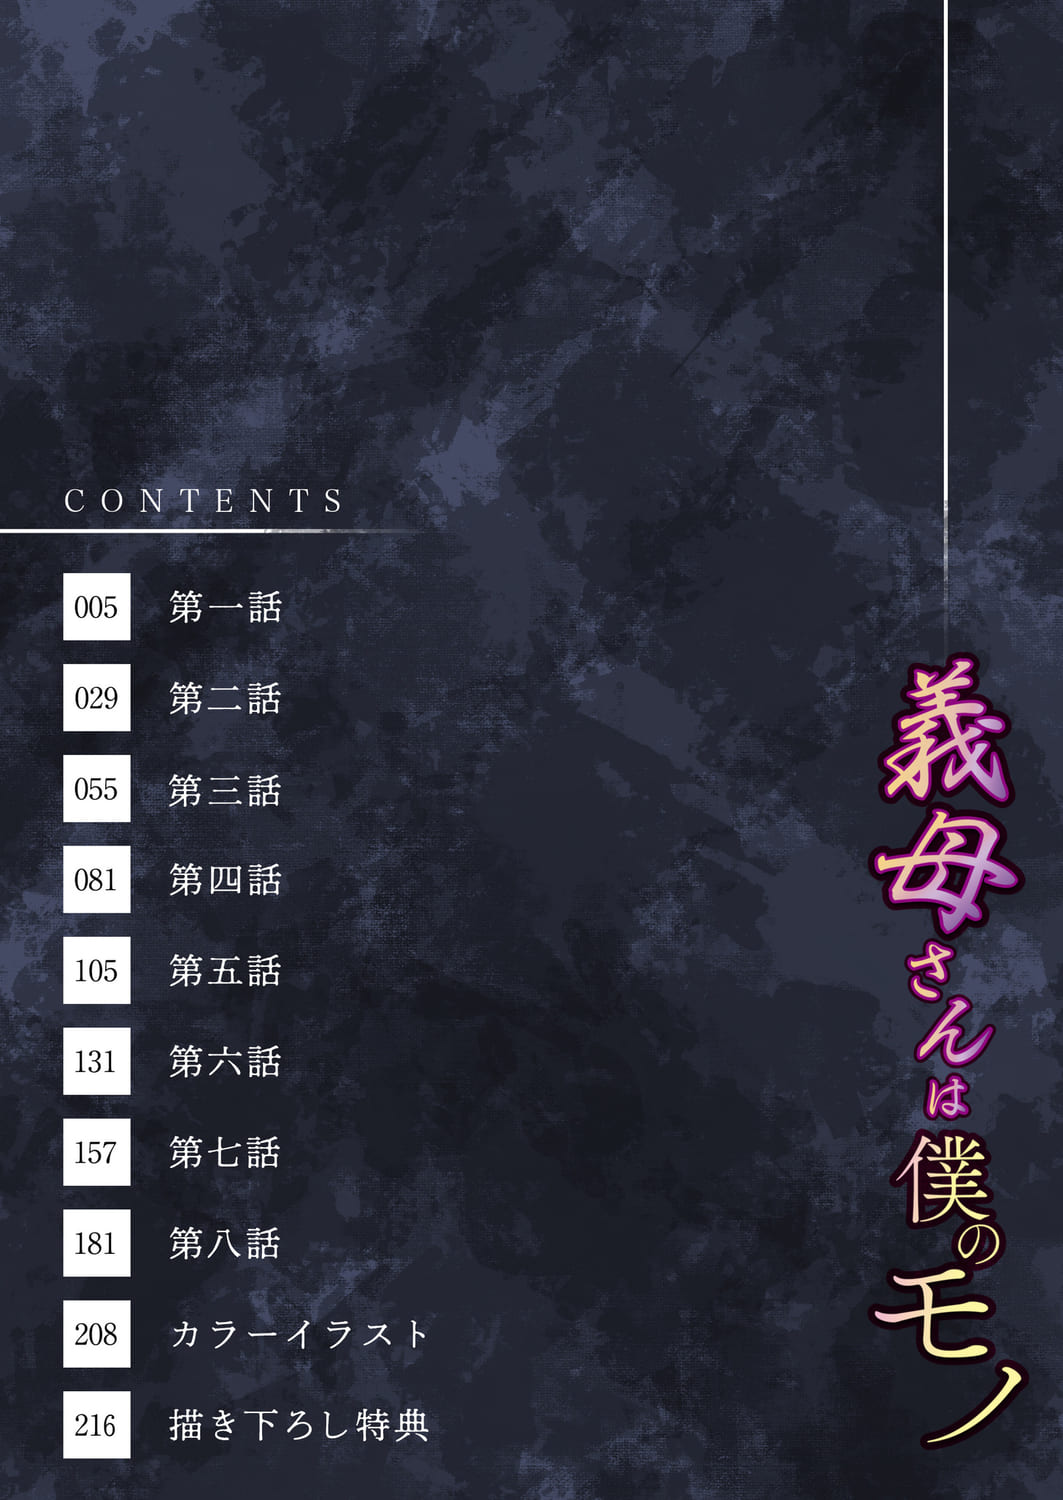 義母さんは僕のモノ
CONTENTS
005 第一話
029 第二話
055 第三話
081 第四話
105 第五話
131 第六話
157 第七話
181 第八話
208 カラーイラスト
216 描き下ろし特典